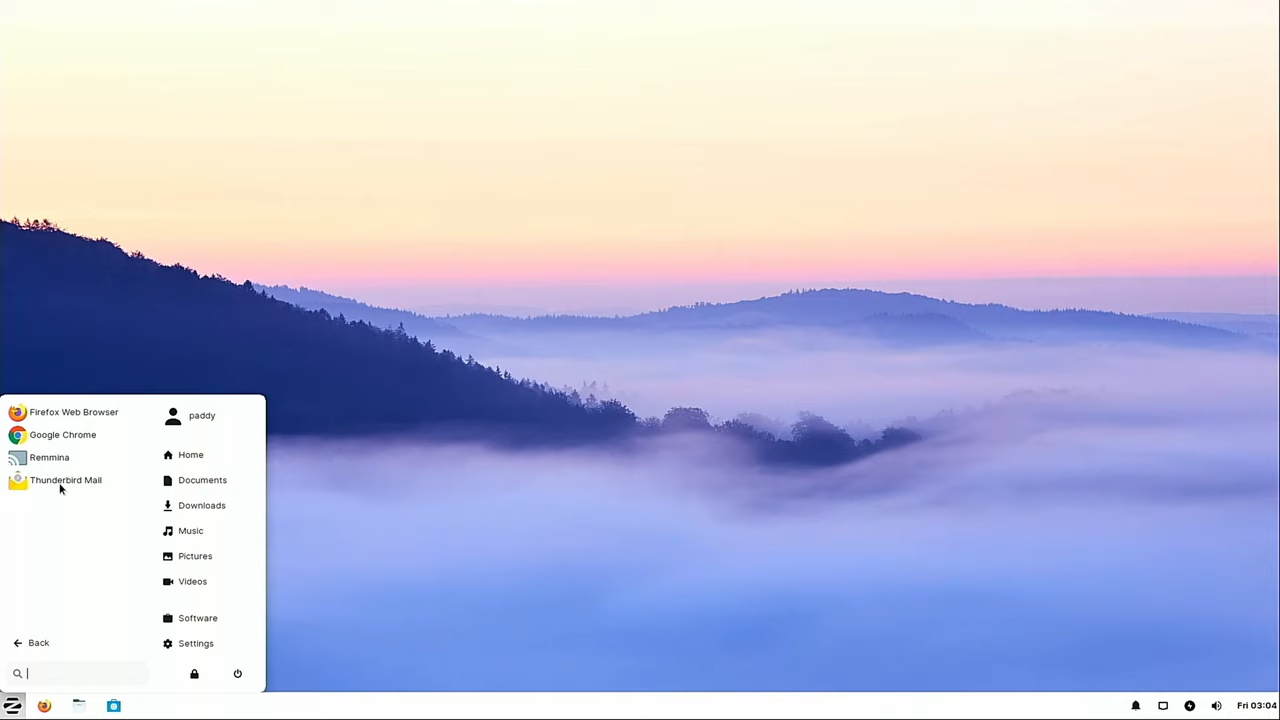 Firefox Web Browser
Google Chrome
Remmina
Thunderbird Mail
Back
paddy
Home
Documents
Downloads
Music
Pictures
Videos
Software
Settings
Fri 03:04